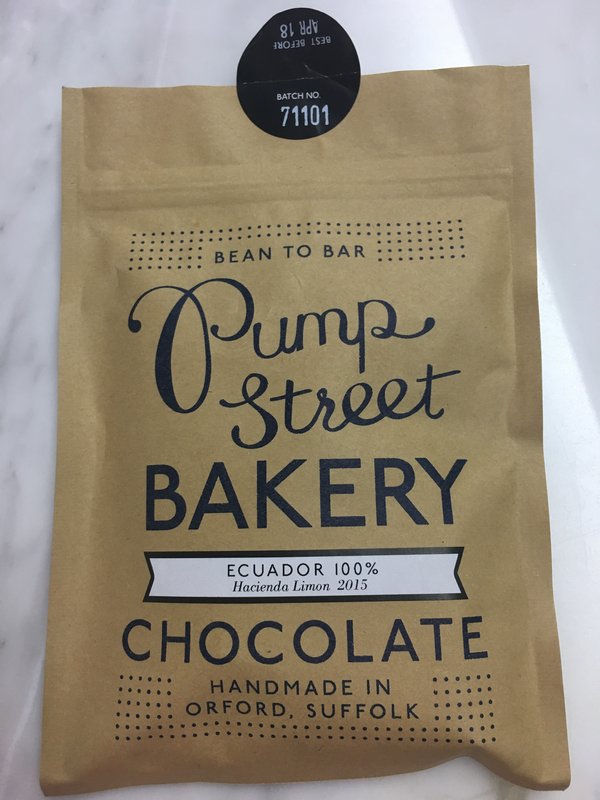 BEST BEFORE
APR 18
BATCH NO.
71101
BEAN TO BAR
Pump
Street
BAKERY
ECUADOR 100%
Hacienda Limon 2015
CHOCOLATE
HANDMADE IN
ORFORD, SUFFOLK